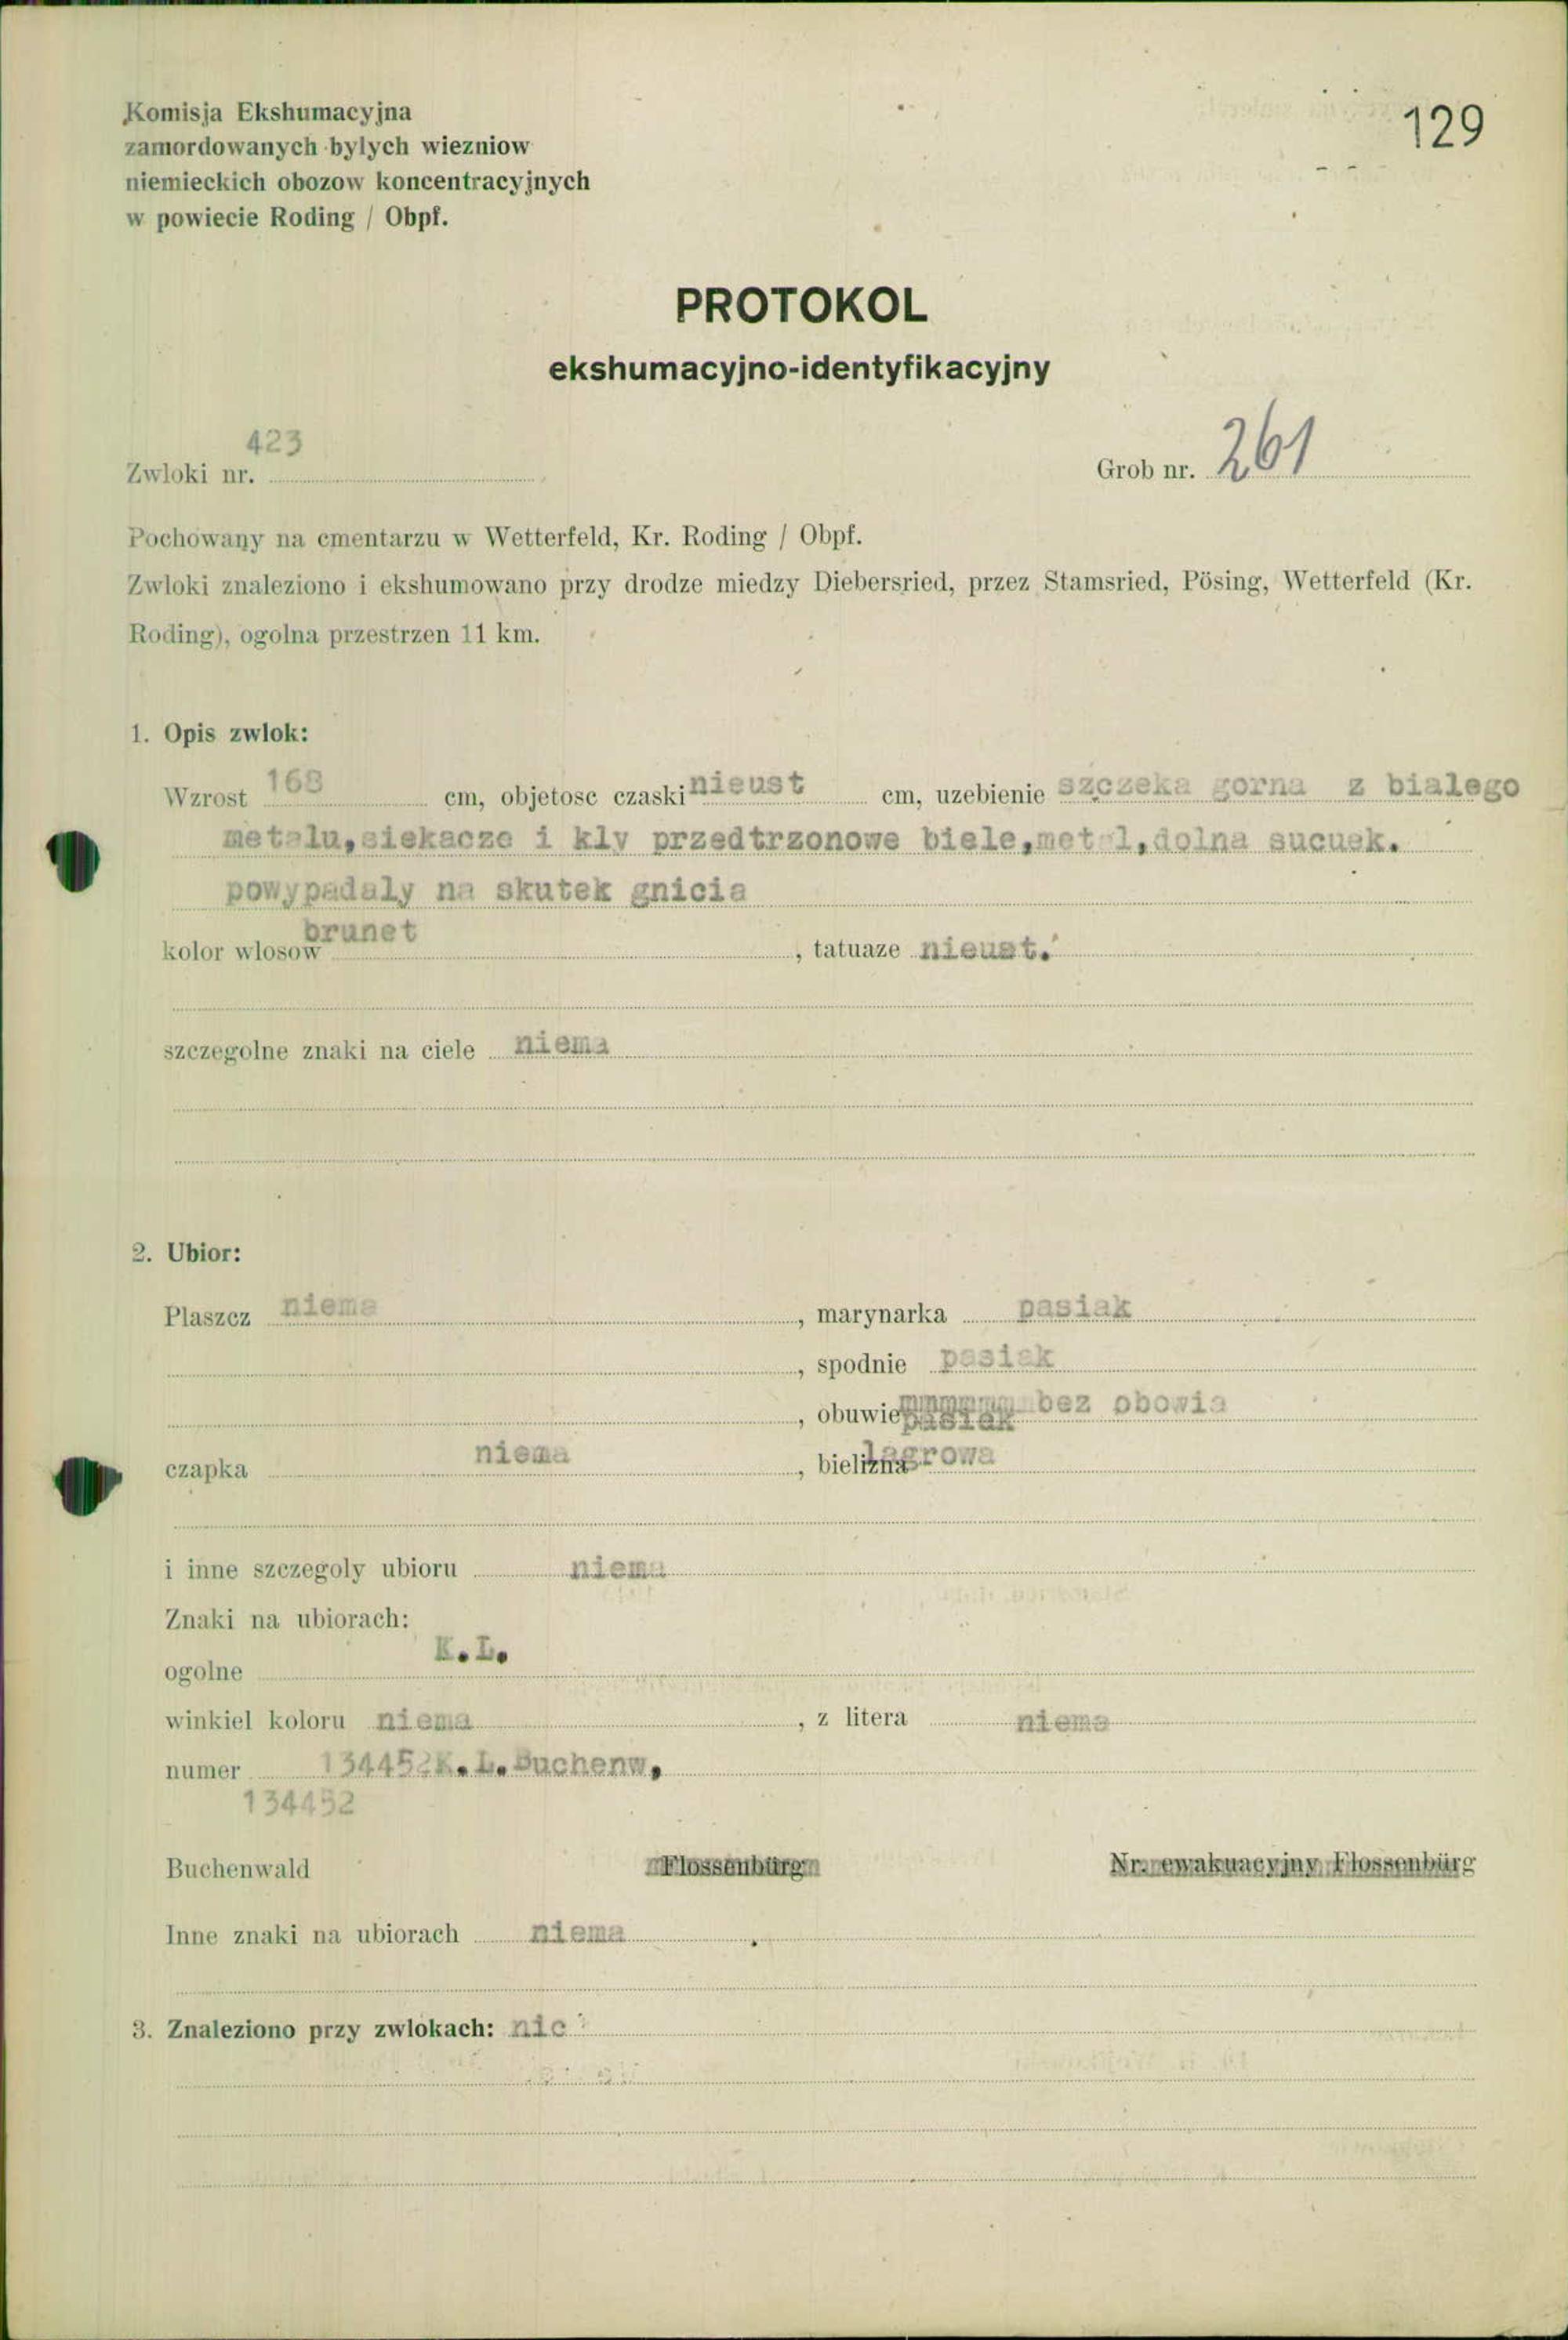 Komisja Ekshumacyjna
129
zamordowanych bylych wiezniow
niemieckich obozow koncentracyjnych
w powiecie Roding / Obpf.
PROTOKOL
ekshumacyjno-identyfikacyjny
423
Zwloki nr.
Grob nr. 261
Pochowany na cmentarzu w Wetterfeld, Kr. Roding / Obpf.
Zwloki znaleziono i ekshumowano przy drodze miedzy Diebersried, przez Stamsried, Pösing, Wetterfeld (Kr.
Roding), ogolna przestrzen 11 km.
1. Opis zwlok:
Wzrost 168 cm, objetosc czaski nieust cm, uzebienie szczeka gorna z bialego
metalu, siekacze i kly przedtrzonowe biele, metal, dolna
powypadaly na skutek gnicia
kolor wlosow brunet, tatuaze nieust.
szczegolne znaki na ciele niema
2. Ubior:
Plaszcz niema, marynarka pasiak
, spodnie pasiak
, obuwie pasiak bez obowia
czapka niema, bielizna lagrowa
i inne szczegoly ubioru niema
Znaki na ubiorach:
ogolne K.L.
winkiel koloru niema, z litera niema
numer 134452 K.L. Buchenw,
134452
Buchenwald Flossenbürg Nr. ewakuacyjny Flossenbürg
Inne znaki na ubiorach niema
3. Znaleziono przy zwlokach: nic